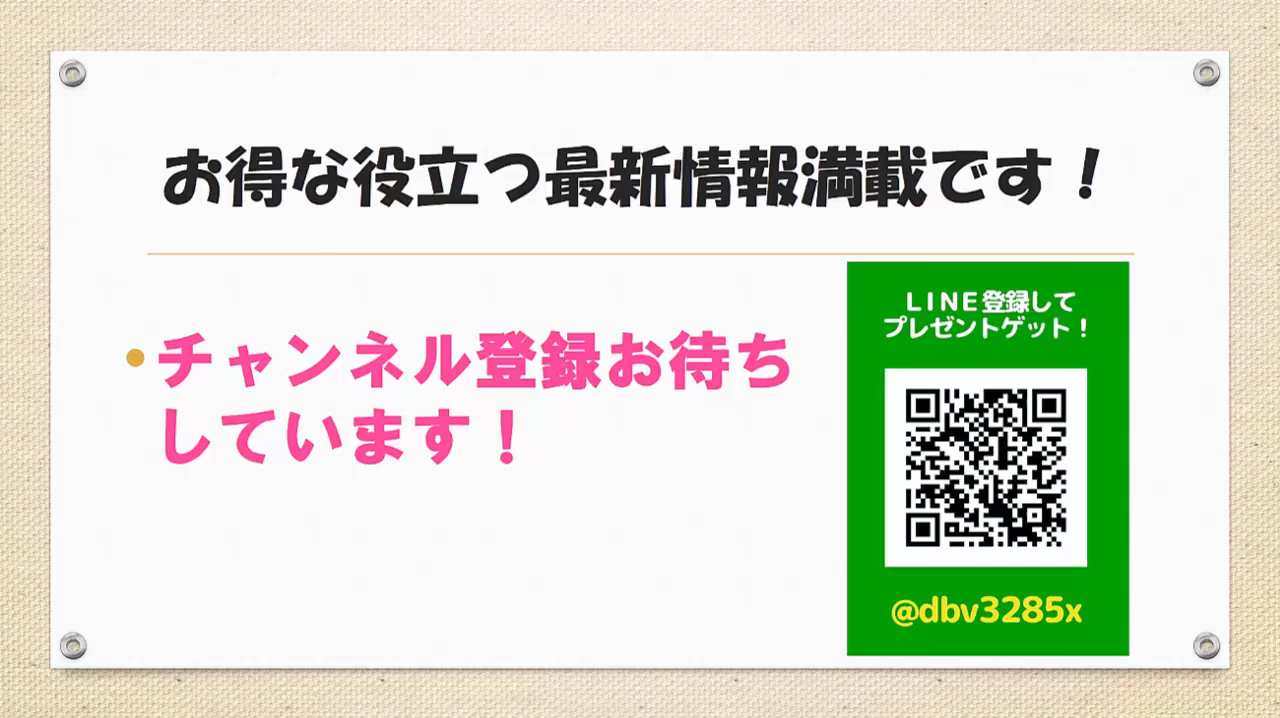 お得な役立つ最新情報満載です！
チャンネル登録お待ち
しています！
LINE登録して
プレゼントゲット！
@dbv3285x